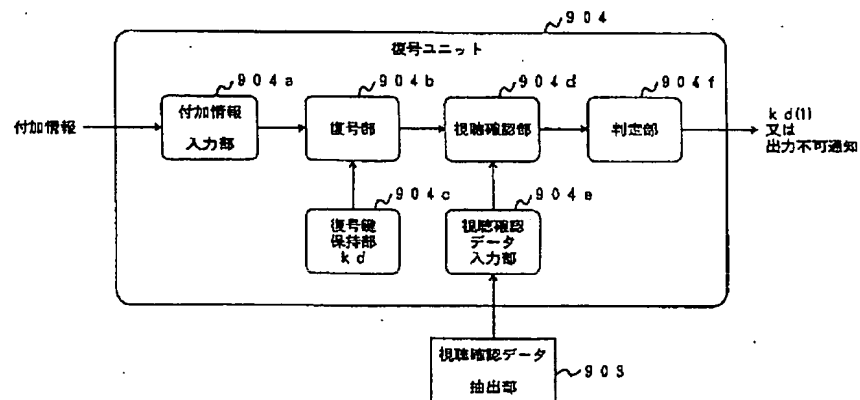 904
復号ユニット
904a
904b
904d
904f
付加情報
付加情報
入力部
復号部
視聴確認部
判定部
kd(1)
又は
出力不可通知
904c
904e
復号鍵
保持部
kd
視聴確認
データ
入力部
視聴確認データ
抽出部
903